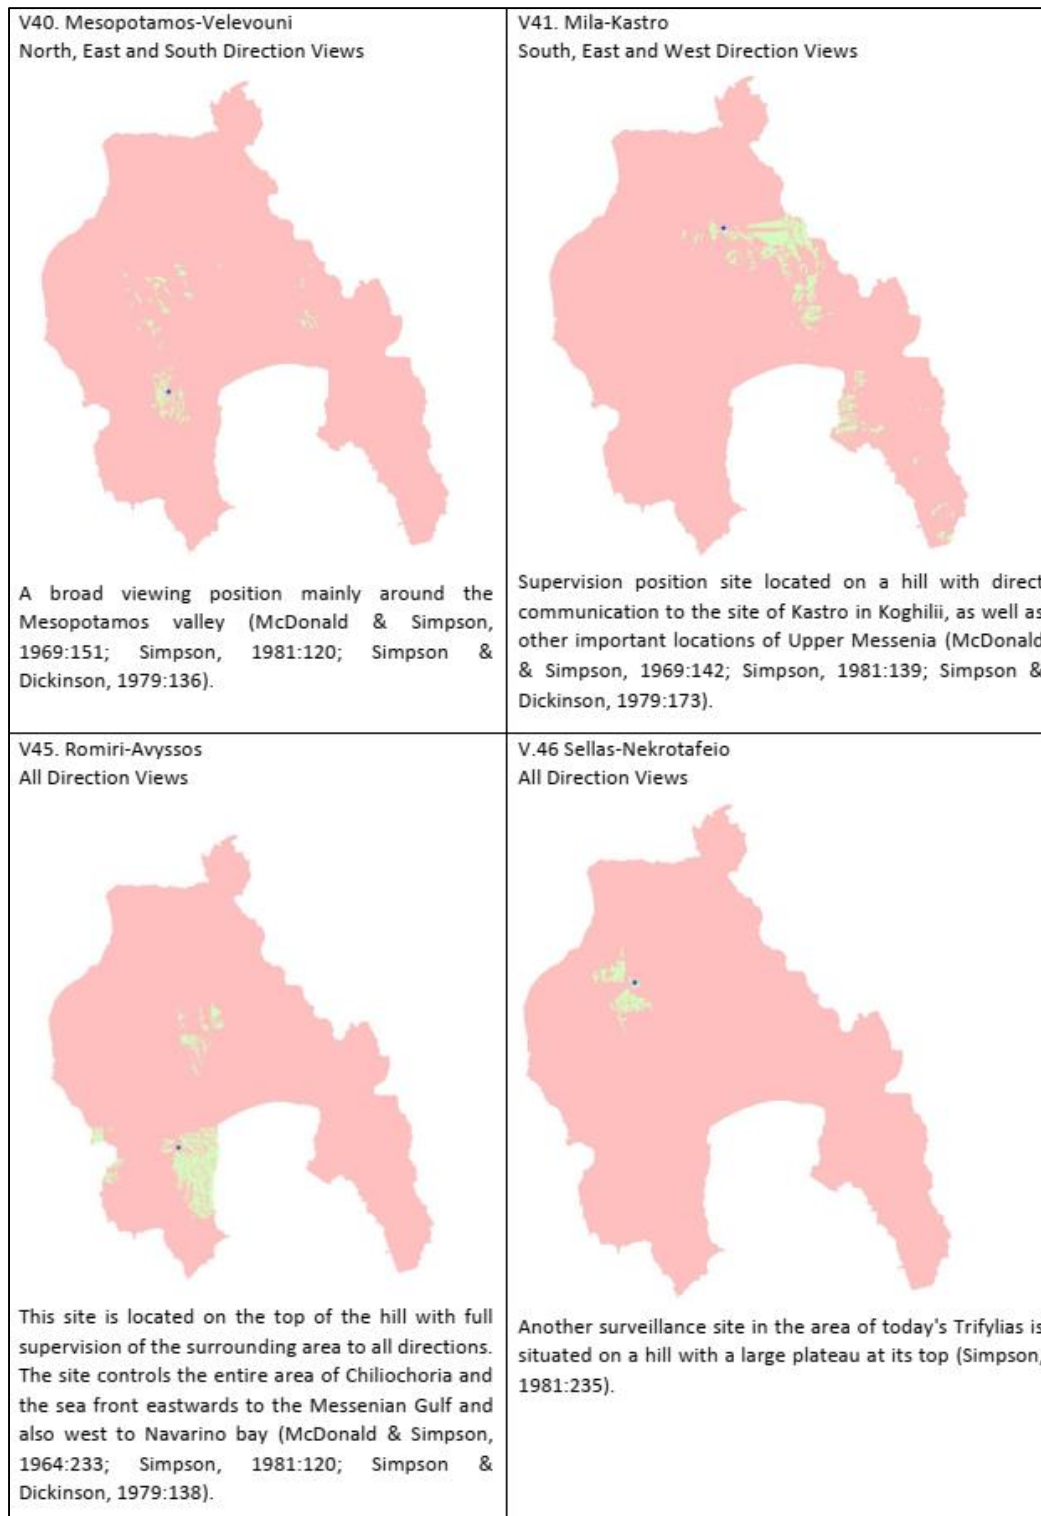 V40. Mesopotamos-Velevouni
North, East and South Direction Views
A broad viewing position mainly around the
Mesopotamos valley (McDonald & Simpson,
1969:151; Simpson, 1981:120; Simpson &
Dickinson, 1979:136).
V41. Mila-Kastro
South, East and West Direction Views
Supervision position site located on a hill with direct
communication to the site of Kastro in Koghilii, as well as
other important locations of Upper Messenia (McDonald
& Simpson, 1969:142; Simpson, 1981:139; Simpson &
Dickinson, 1979:173).
V45. Romiri-Avyssos
All Direction Views
This site is located on the top of the hill with full
supervision of the surrounding area to all directions.
The site controls the entire area of Chiliochoria and
the sea front eastwards to the Messenian Gulf and
also west to Navarino bay (McDonald & Simpson,
1964:233; Simpson, 1981:120; Simpson &
Dickinson, 1979:138).
V.46 Sellas-Nekrotafeio
All Direction Views
Another surveillance site in the area of today's Trifylias is
situated on a hill with a large plateau at its top (Simpson,
1981:235).